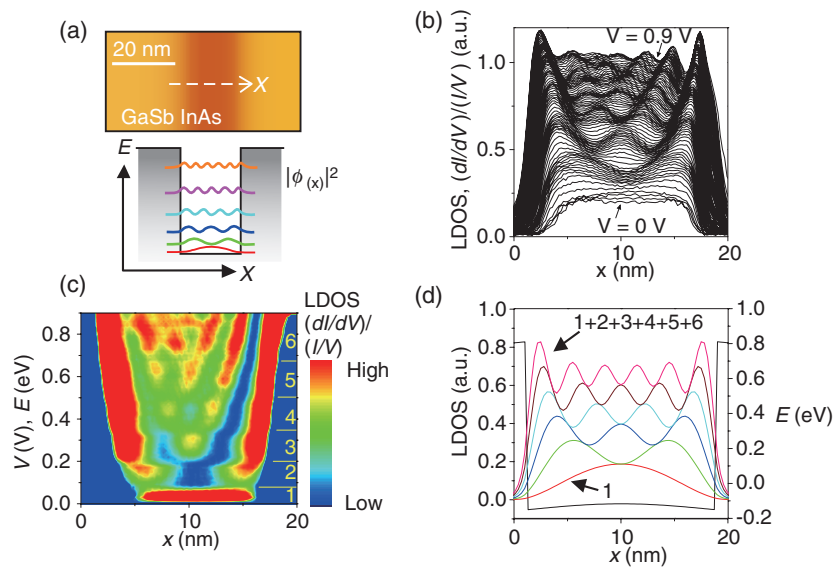 (a)
20 nm
X
GaSb InAs
E
|ϕ(x)|²
X
(b)
LDOS, (dI/dV)/(I/V) (a.u.)
1.0
0.5
0.0
V = 0.9 V
V = 0 V
0 5 10 15 20
x (nm)
(c)
V (V), E (eV)
0.8
0.6
0.4
0.2
0.0
6
5
4
3
2
1
0 10 20
x (nm)
LDOS
(dI/dV)/
(I/V)
High
Low
(d)
LDOS (a.u.)
1.0
0.8
0.6
0.4
0.2
0.0
1+2+3+4+5+6
1
1.0
0.8
0.6
0.4
0.2
0.0
-0.2
E (eV)
0 5 10 15 20
x (nm)